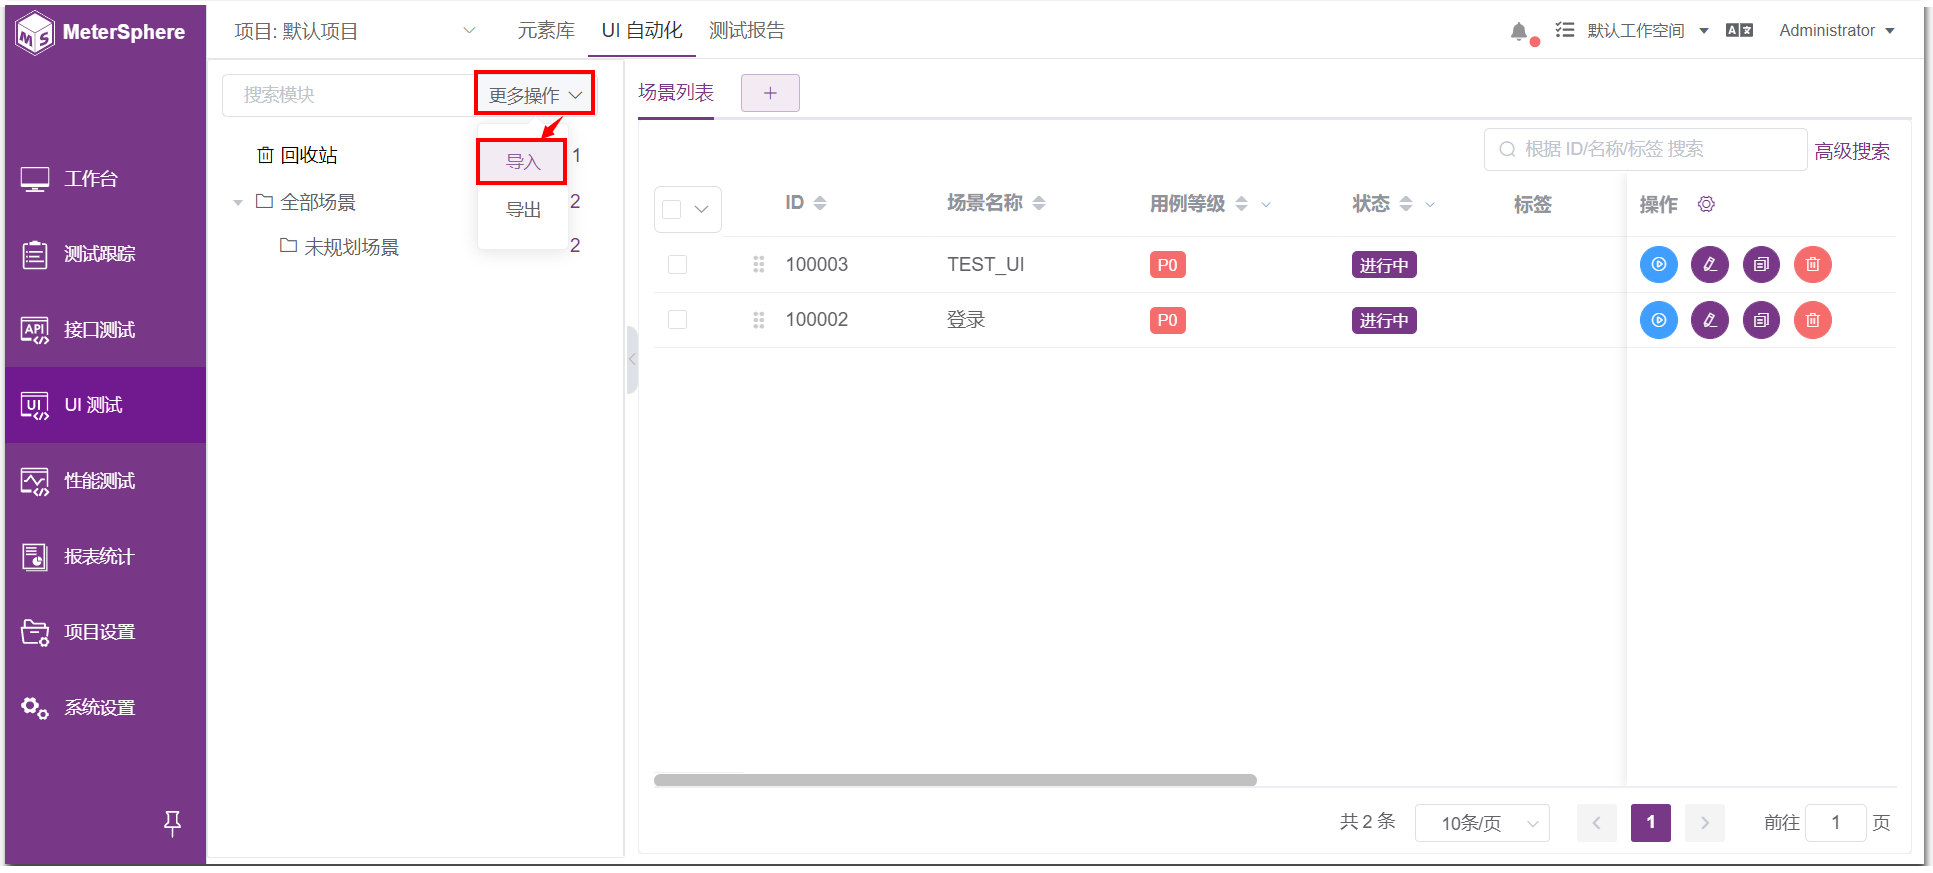 MeterSphere
项目: 默认项目
元素库
UI 自动化
测试报告
默认工作空间
Administrator
工作台
测试跟踪
接口测试
UI 测试
性能测试
报表统计
项目设置
系统设置
搜索模块
更多操作
导入
导出
回收站
1
全部场景
2
未规划场景
2
场景列表
+
根据 ID/名称/标签 搜索
高级搜索
ID
场景名称
用例等级
状态
标签
操作
100003
TEST_UI
P0
进行中
100002
登录
P0
进行中
共 2 条
10条/页
1
前往
1
页